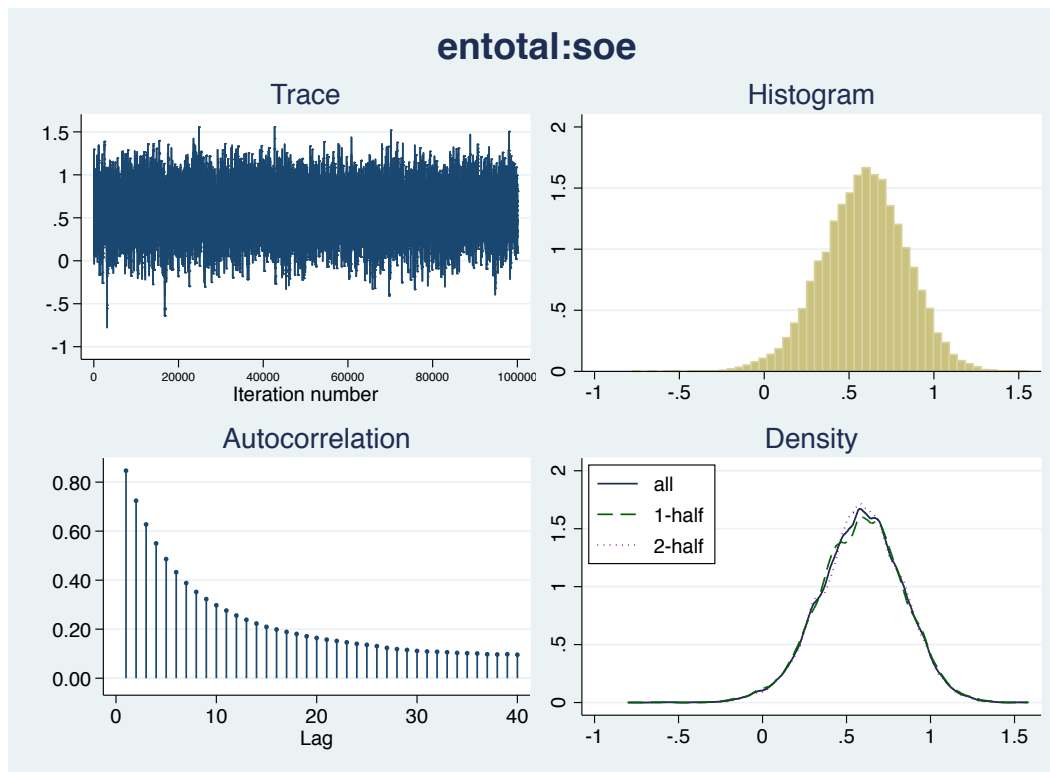 entotal:soe
Trace
1.5
1
.5
0
-.5
-1
0 20000 40000 60000 80000 100000
Iteration number
Histogram
2
1.5
1
.5
0
-1 -.5 0 .5 1 1.5
Autocorrelation
0.80
0.60
0.40
0.20
0.00
0 10 20 30 40
Lag
Density
2
1.5
1
.5
0
all
1-half
2-half
-1 -.5 0 .5 1 1.5